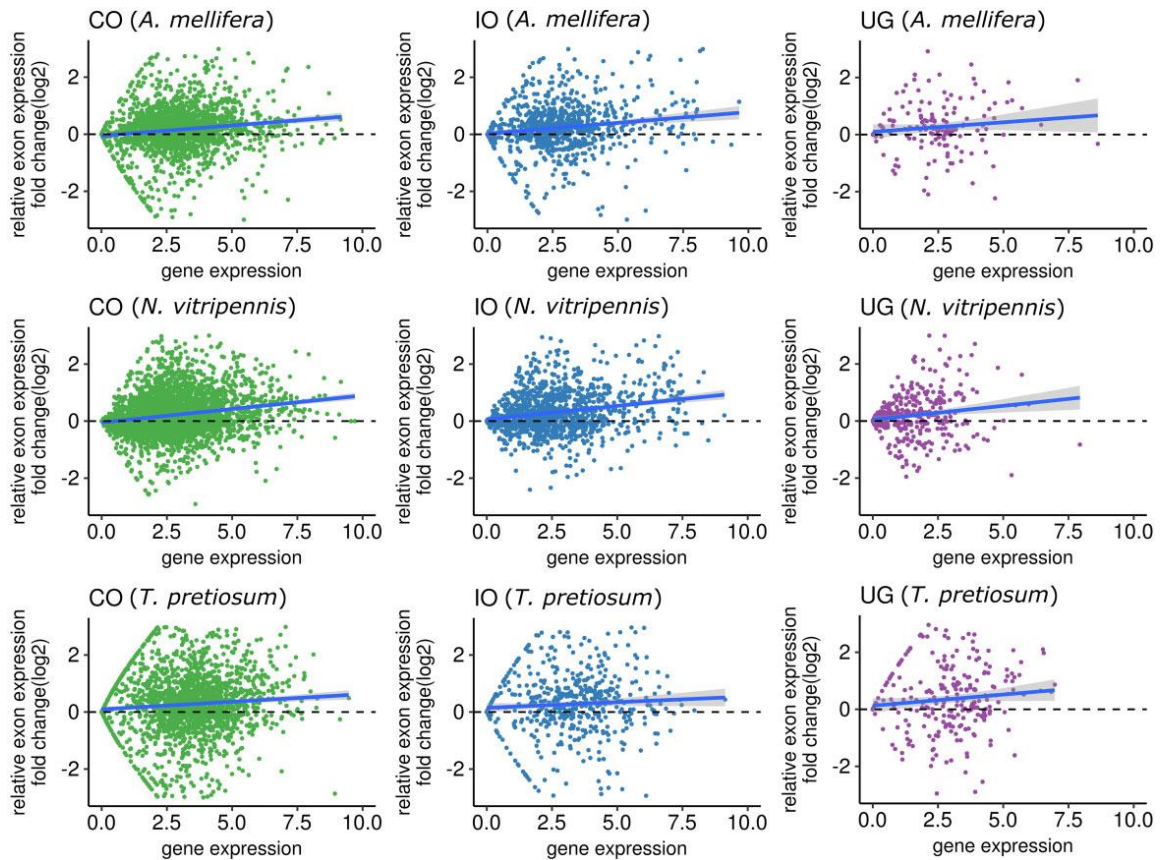 CO (A. mellifera)
relative exon expression
fold change(log2)
2
0
-2
0.0 2.5 5.0 7.5 10.0
gene expression
IO (A. mellifera)
relative exon expression
fold change(log2)
2
0
-2
0.0 2.5 5.0 7.5 10.0
gene expression
UG (A. mellifera)
relative exon expression
fold change(log2)
2
0
-2
0.0 2.5 5.0 7.5 10.0
gene expression
CO (N. vitripennis)
relative exon expression
fold change(log2)
2
0
-2
0.0 2.5 5.0 7.5 10.0
gene expression
IO (N. vitripennis)
relative exon expression
fold change(log2)
2
0
-2
0.0 2.5 5.0 7.5 10.0
gene expression
UG (N. vitripennis)
relative exon expression
fold change(log2)
2
0
-2
0.0 2.5 5.0 7.5 10.0
gene expression
CO (T. pretiosum)
relative exon expression
fold change(log2)
2
0
-2
0.0 2.5 5.0 7.5 10.0
gene expression
IO (T. pretiosum)
relative exon expression
fold change(log2)
2
0
-2
0.0 2.5 5.0 7.5 10.0
gene expression
UG (T. pretiosum)
relative exon expression
fold change(log2)
2
0
-2
0.0 2.5 5.0 7.5 10.0
gene expression